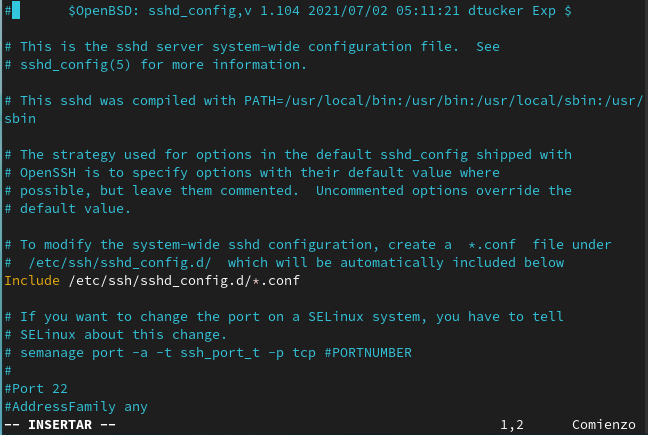 #       $OpenBSD: sshd_config,v 1.104 2021/07/02 05:11:21 dtucker Exp $
# This is the sshd server system-wide configuration file.  See
# sshd_config(5) for more information.
# This sshd was compiled with PATH=/usr/local/bin:/usr/bin:/usr/local/sbin:/usr/
sbin
# The strategy used for options in the default sshd_config shipped with
# OpenSSH is to specify options with their default value where
# possible, but leave them commented.  Uncommented options override the
# default value.
# To modify the system-wide sshd configuration, create a  *.conf  file under
#  /etc/ssh/sshd_config.d/  which will be automatically included below
Include /etc/ssh/sshd_config.d/*.conf
# If you want to change the port on a SELinux system, you have to tell
# SELinux about this change.
# semanage port -a -t ssh_port_t -p tcp #PORTNUMBER
#
#Port 22
#AddressFamily any
-- INSERTAR --                                                1,2      Comienzo